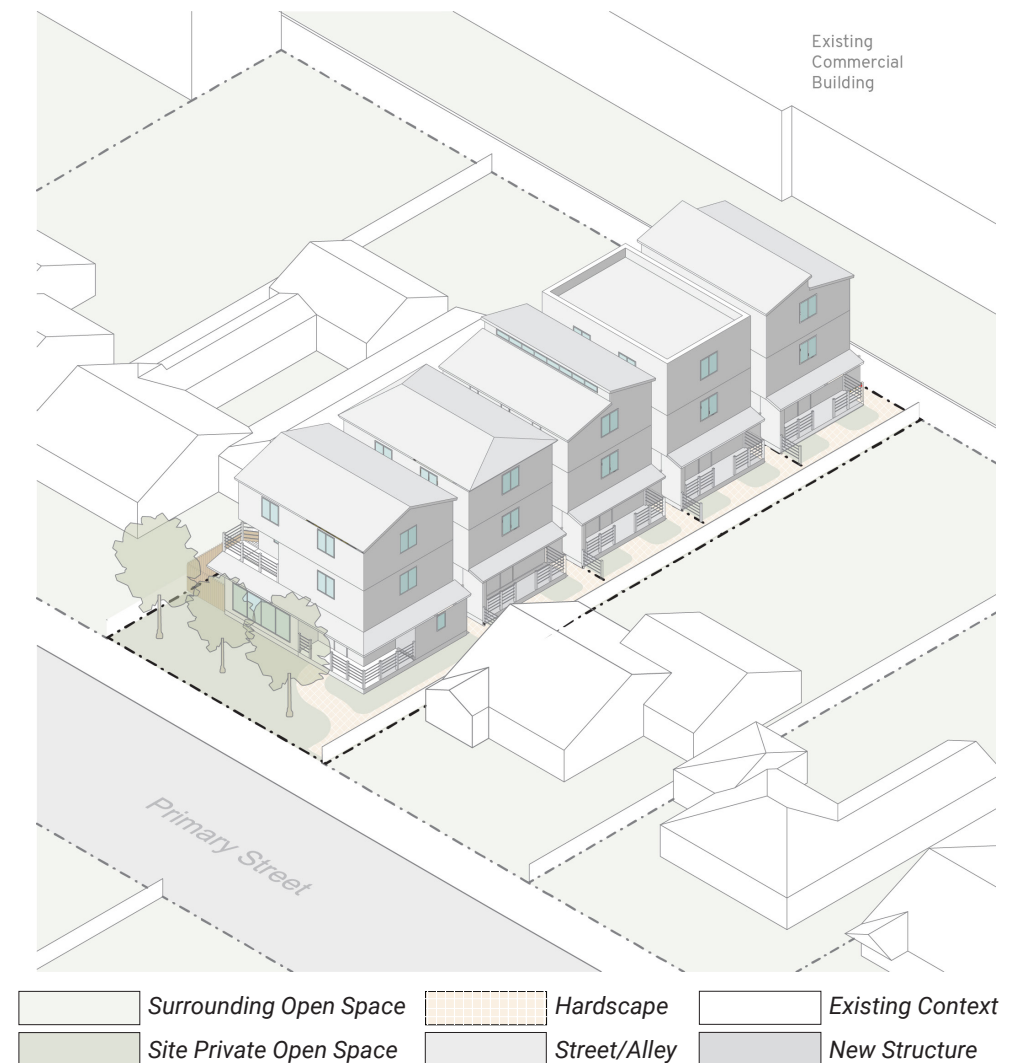 Existing
Commercial
Building
Primary Street
Surrounding Open Space
Hardscape
Existing Context
Site Private Open Space
Street/Alley
New Structure